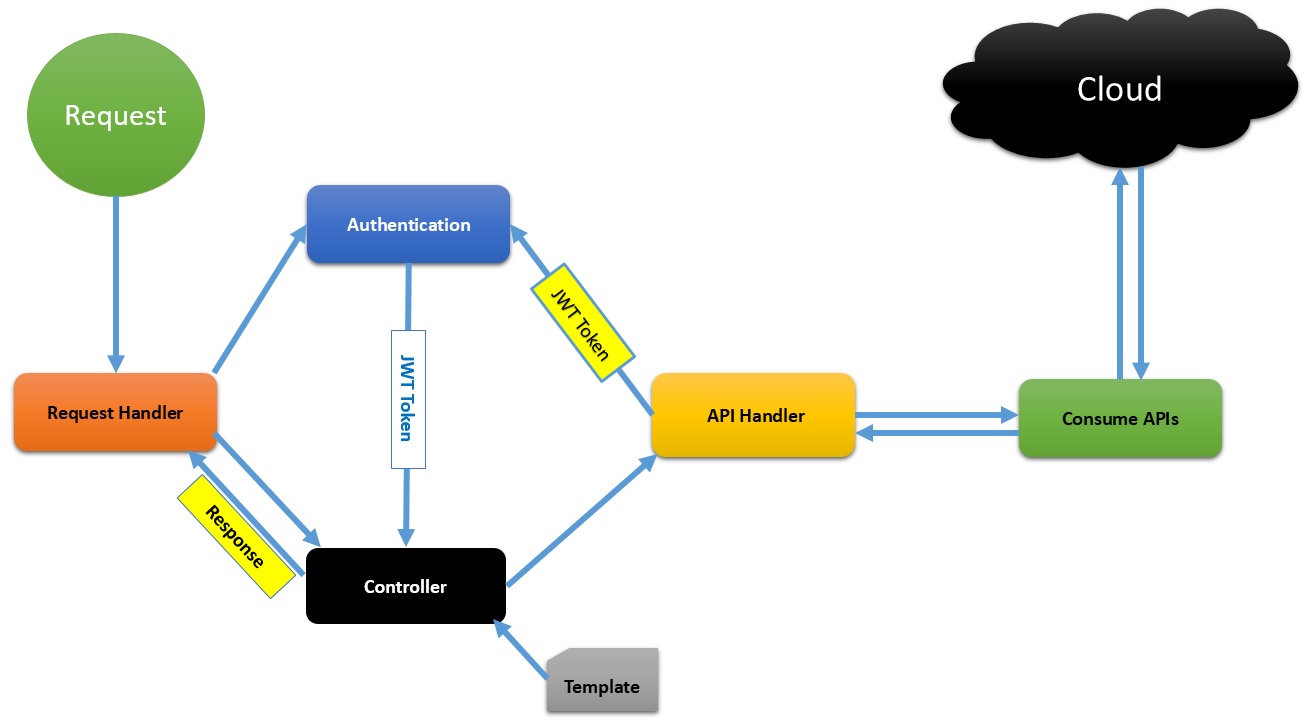 Request
Cloud
Authentication
JWT Token
JWT Token
Request Handler
API Handler
Consume APIs
Response
Controller
Template